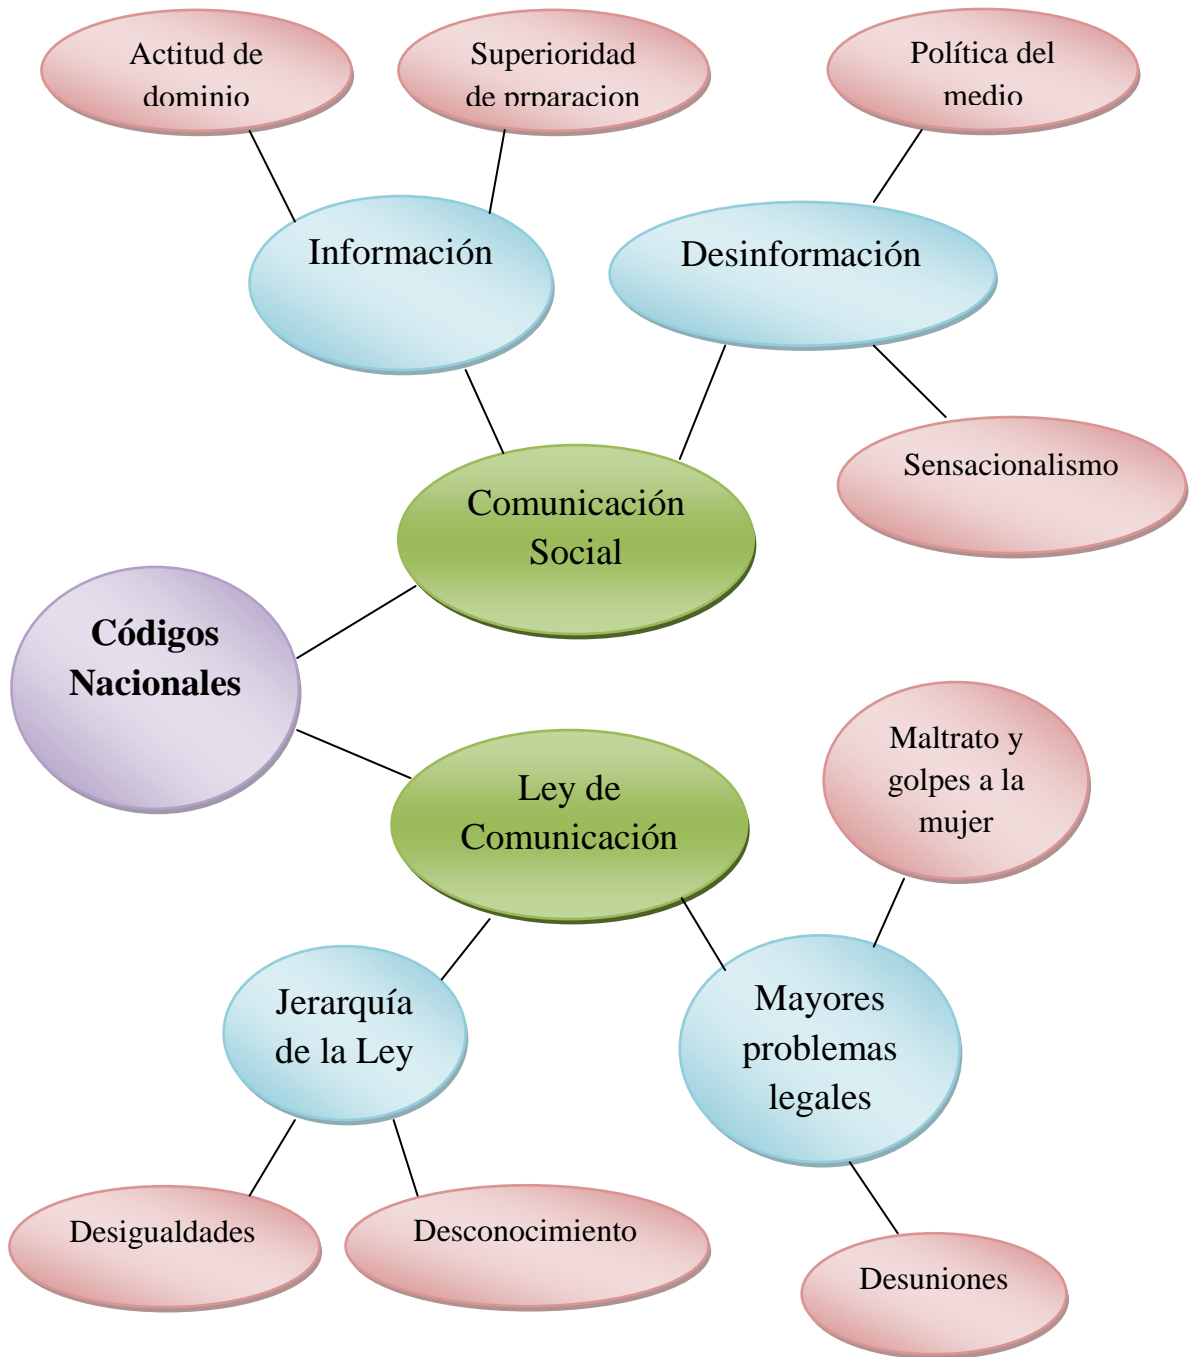 Actitud de
dominio
Superioridad
de prparacion
Política del
medio
Información
Desinformación
Sensacionalismo
Comunicación
Social
Códigos
Nacionales
Maltrato y
golpes a la
mujer
Ley de
Comunicación
Jerarquía
de la Ley
Mayores
problemas
legales
Desigualdades
Desconocimiento
Desuniones